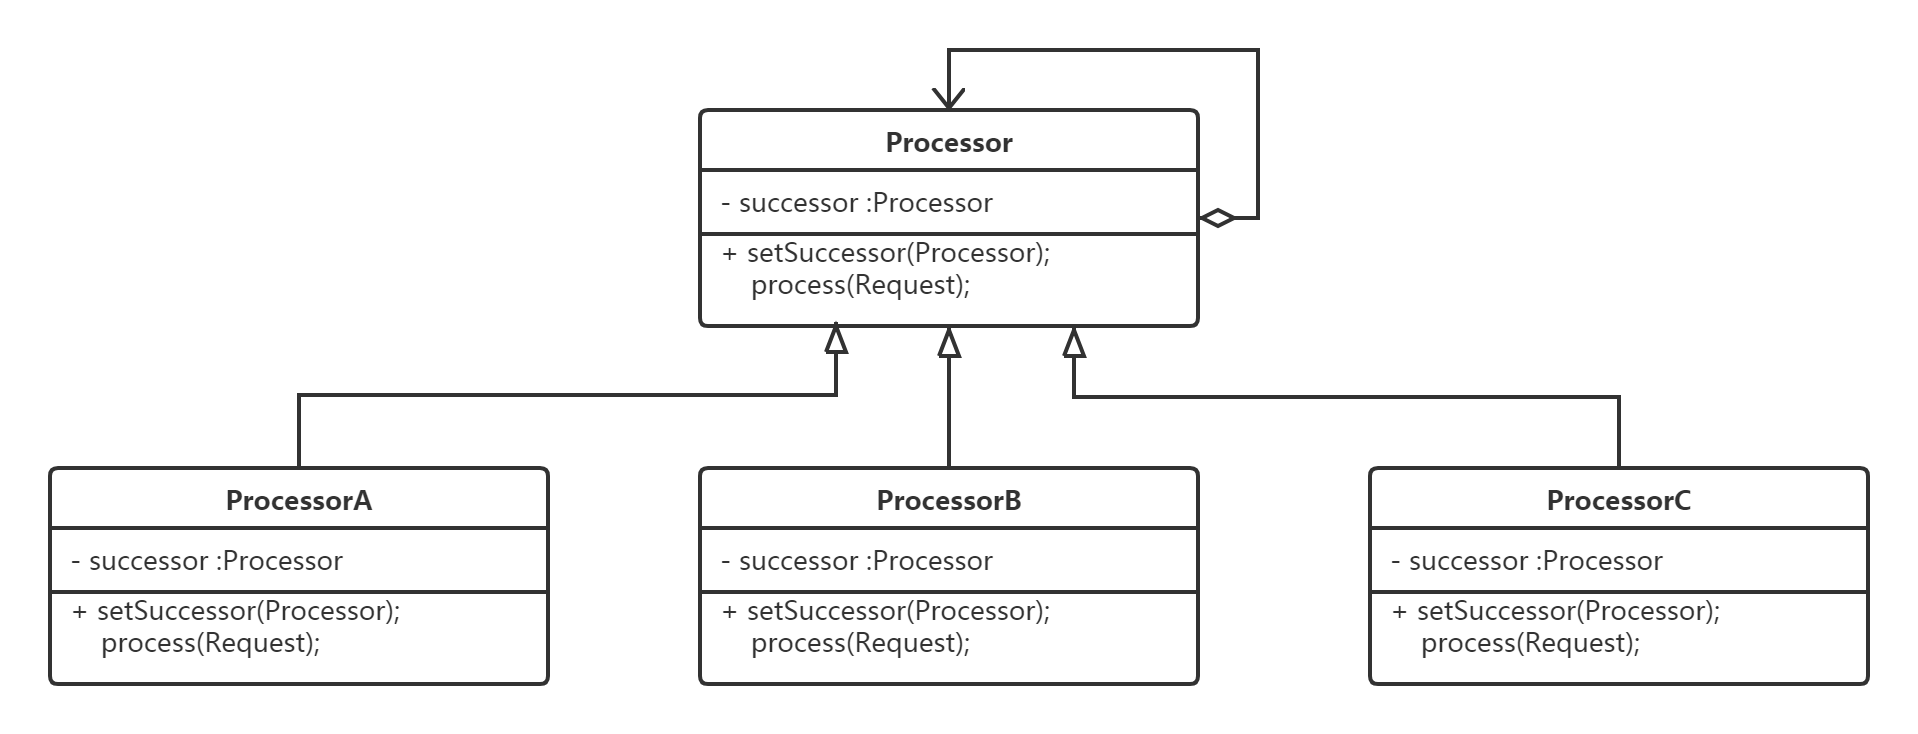 Processor
- successor :Processor
+ setSuccessor(Processor);
process(Request);
ProcessorA
- successor :Processor
+ setSuccessor(Processor);
process(Request);
ProcessorB
- successor :Processor
+ setSuccessor(Processor);
process(Request);
ProcessorC
- successor :Processor
+ setSuccessor(Processor);
process(Request);